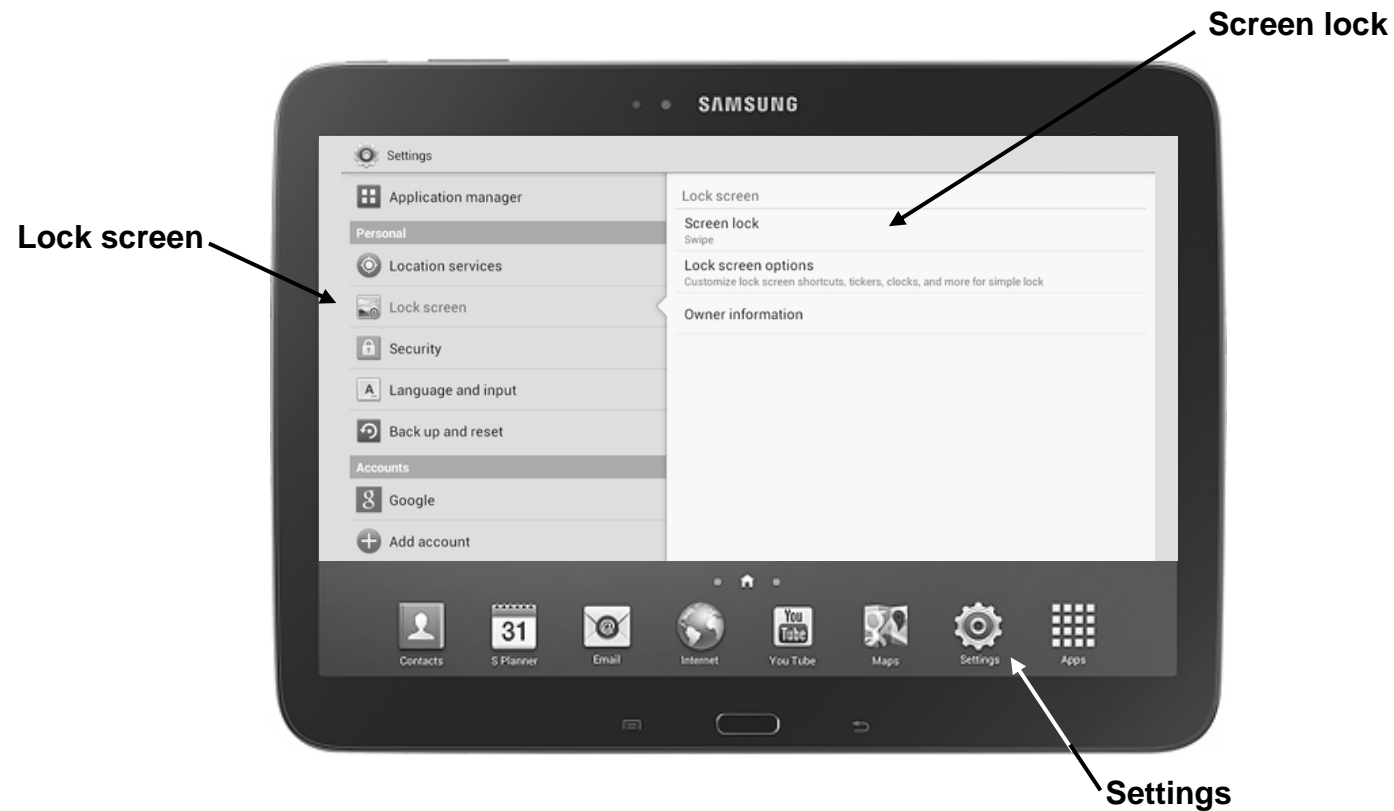 Screen lock
SAMSUNG
Settings
Application manager
Lock screen
Personal
Screen lock
Swipe
Lock screen
Location services
Lock screen options
Customize lock screen shortcuts, tickers, clocks, and more for simple lock
Lock screen
Owner information
Security
A Language and input
Back up and reset
Accounts
8 Google
Add account
31
You
Tube
Contacts
S Planner
Email
Internet
You Tube
Maps
Settings
Apps
Settings